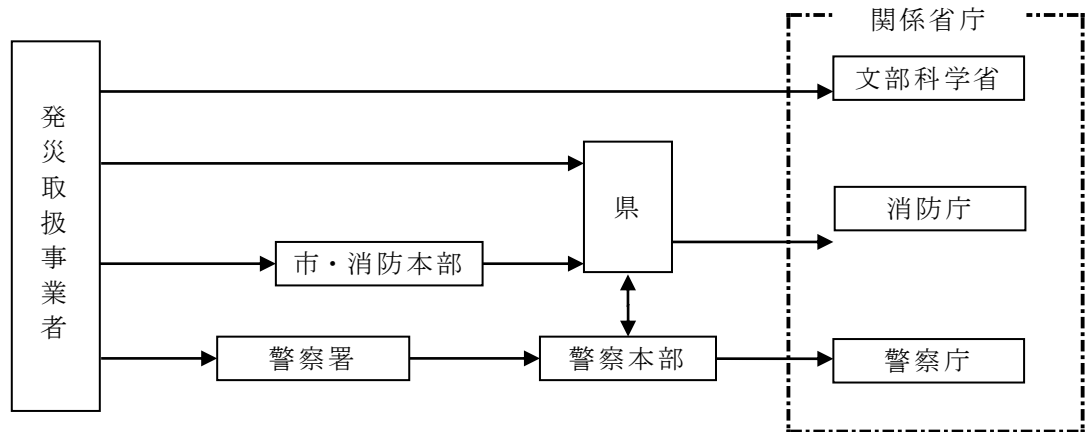 関係省庁
文部科学省
発災取扱事業者
県
消防庁
市・消防本部
警察署
警察本部
警察庁